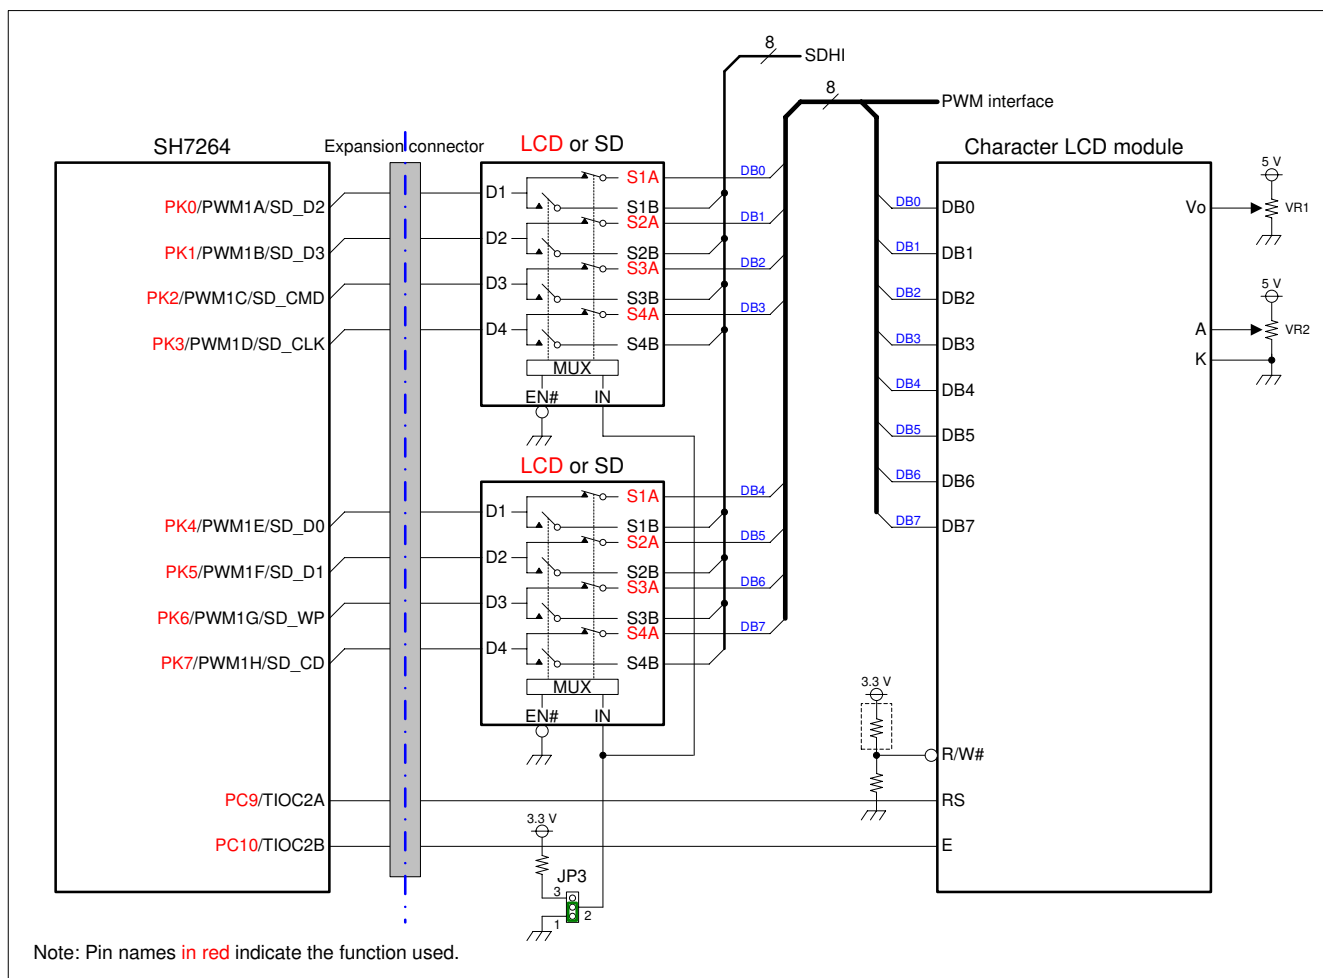 8
SDHI
8
PWM interface
SH7264
Expansion connector
LCD or SD
Character LCD module
PK0/PWM1A/SD_D2
PK1/PWM1B/SD_D3
PK2/PWM1C/SD_CMD
PK3/PWM1D/SD_CLK
PK4/PWM1E/SD_D0
PK5/PWM1F/SD_D1
PK6/PWM1G/SD_WP
PK7/PWM1H/SD_CD
PC9/TIOC2A
PC10/TIOC2B
D1
D2
D3
D4
S1A
S1B
S2A
S2B
S3A
S3B
S4A
S4B
MUX
EN#
IN
DB0
DB1
DB2
DB3
LCD or SD
D1
D2
D3
D4
S1A
S1B
S2A
S2B
S3A
S3B
S4A
S4B
MUX
EN#
IN
DB4
DB5
DB6
DB7
3.3 V
JP3
3
2
1
DB0
DB1
DB2
DB3
DB4
DB5
DB6
DB7
DB0
DB1
DB2
DB3
DB4
DB5
DB6
DB7
3.3 V
R/W#
RS
E
Vo
5 V
VR1
A
5 V
VR2
K
Note: Pin names in red indicate the function used.